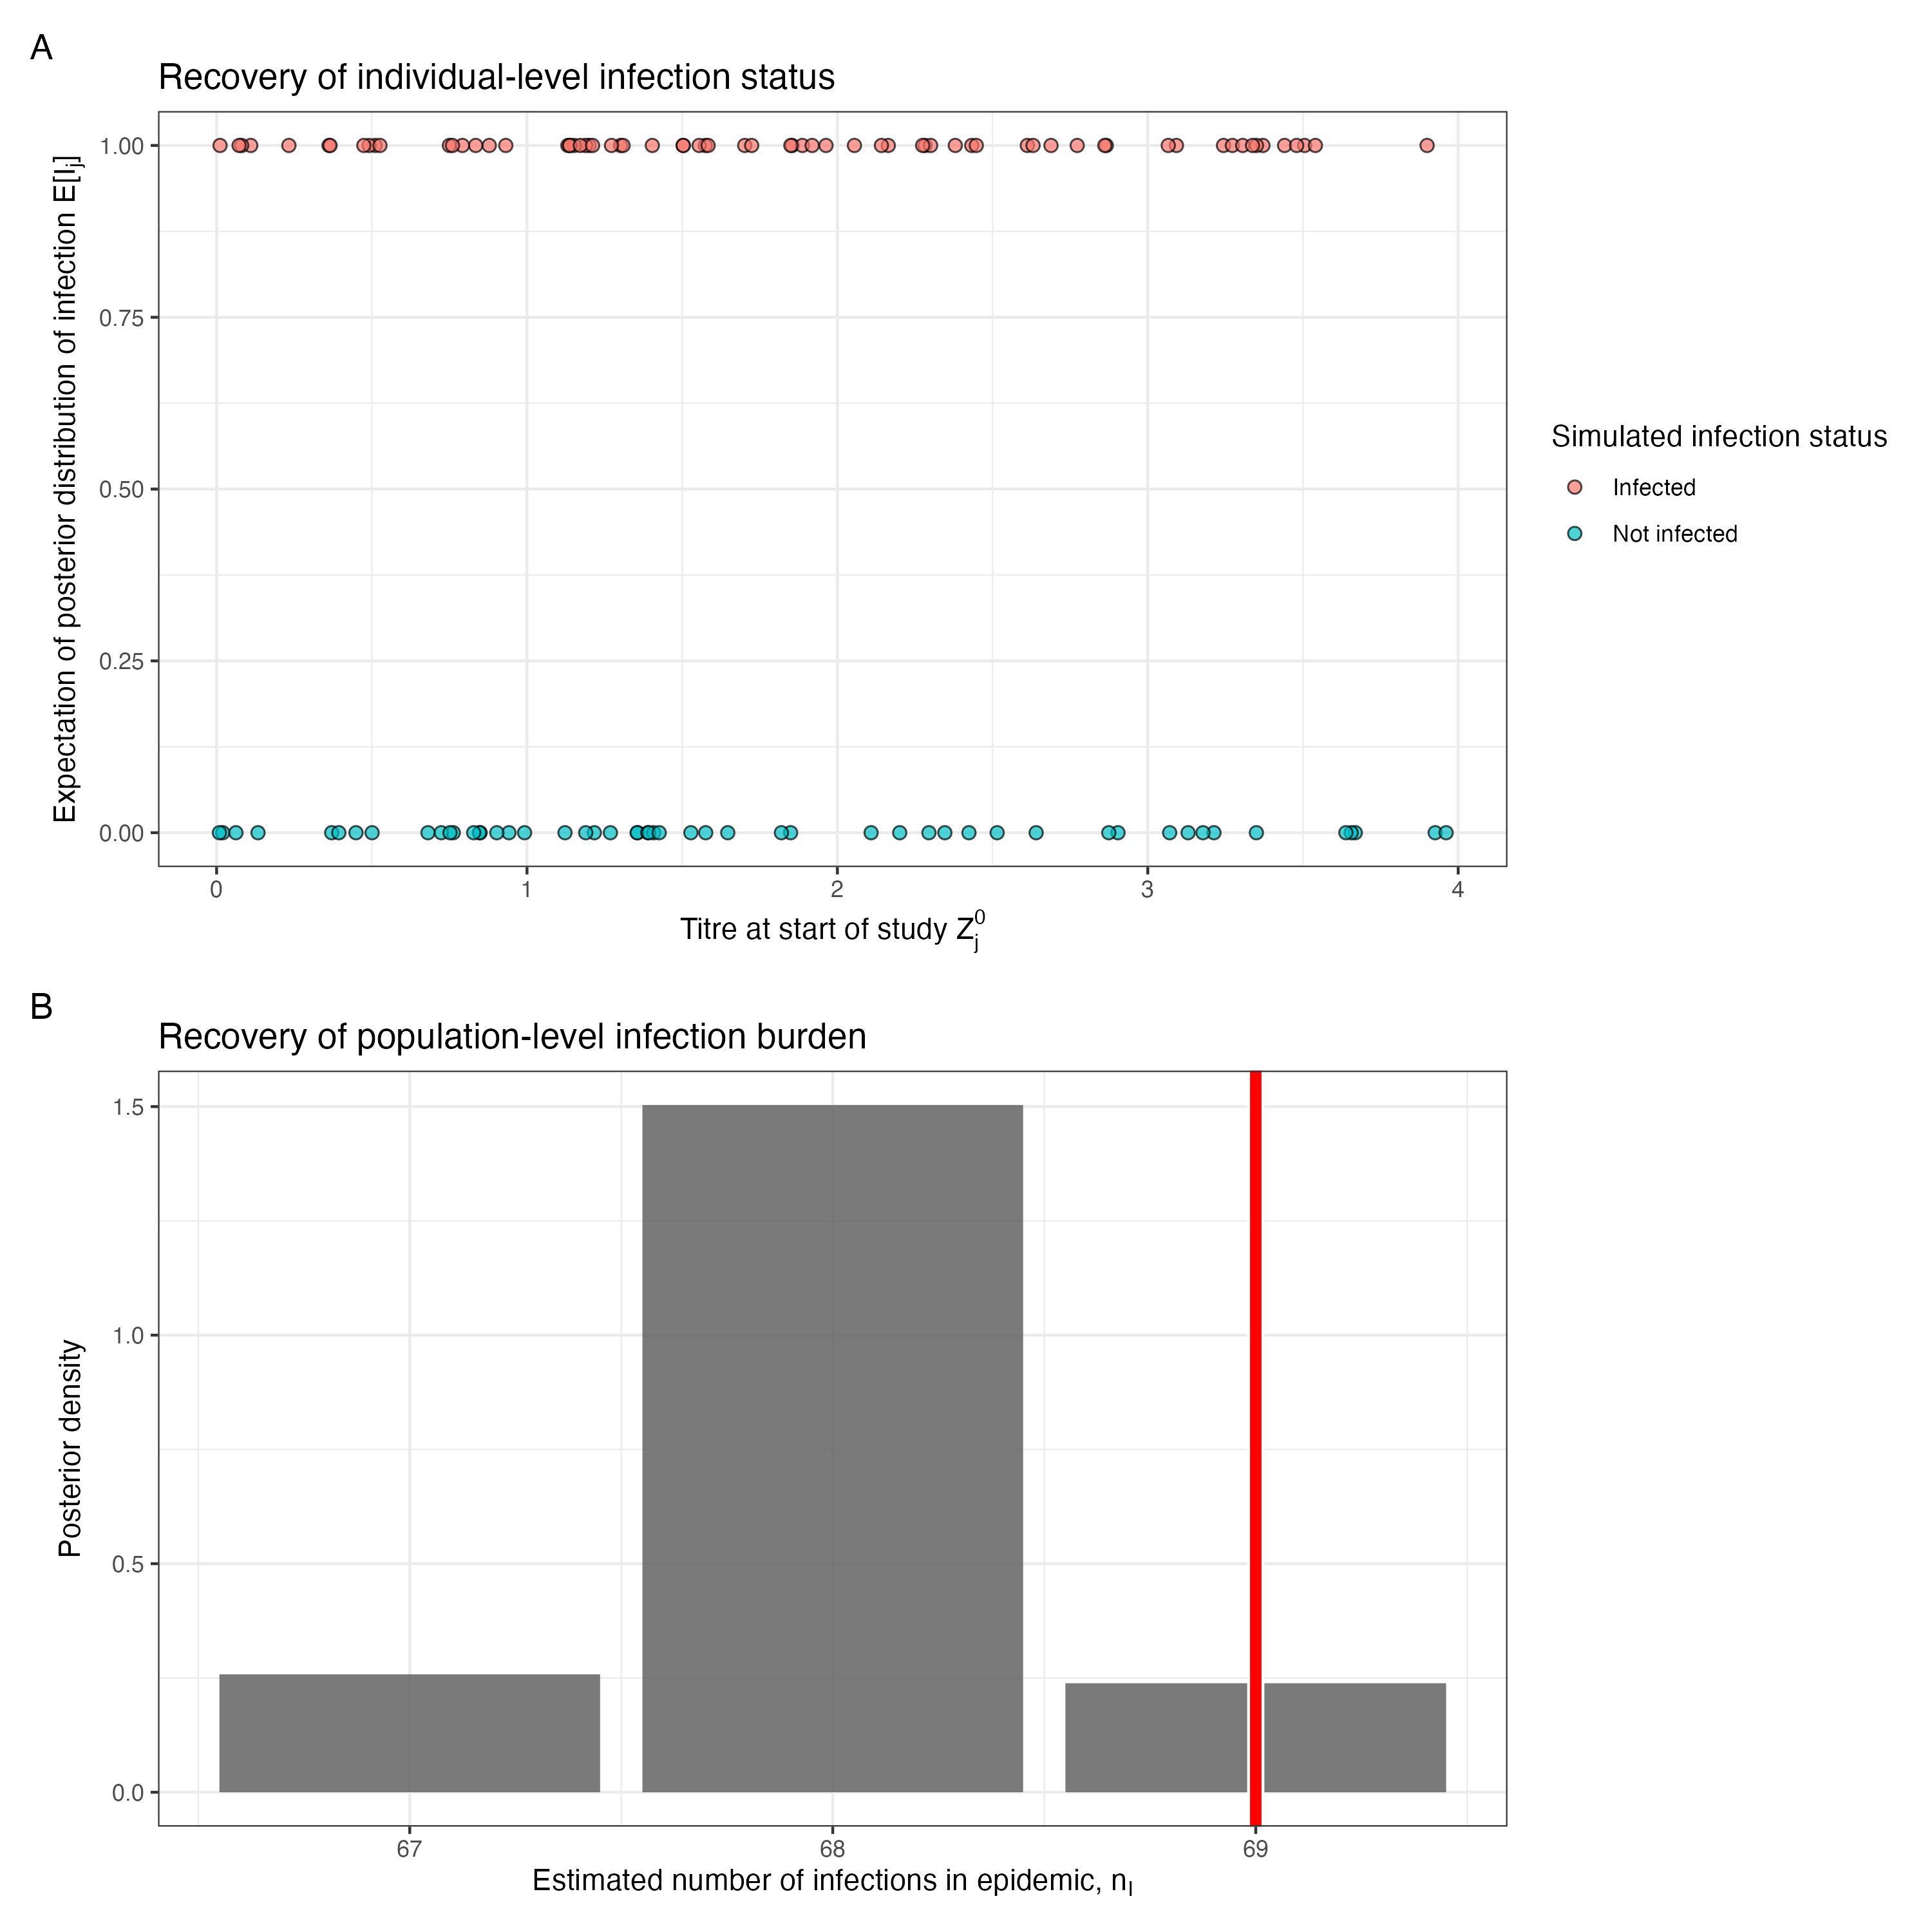 A
Recovery of individual-level infection status
Expectation of posterior distribution of infection E[Ij]
1.00
0.75
0.50
0.25
0.00
0 1 2 3 4
Titre at start of study Z⁰j
Simulated infection status
Infected
Not infected
B
Recovery of population-level infection burden
Posterior density
1.5
1.0
0.5
0.0
67 68 69
Estimated number of infections in epidemic, nI